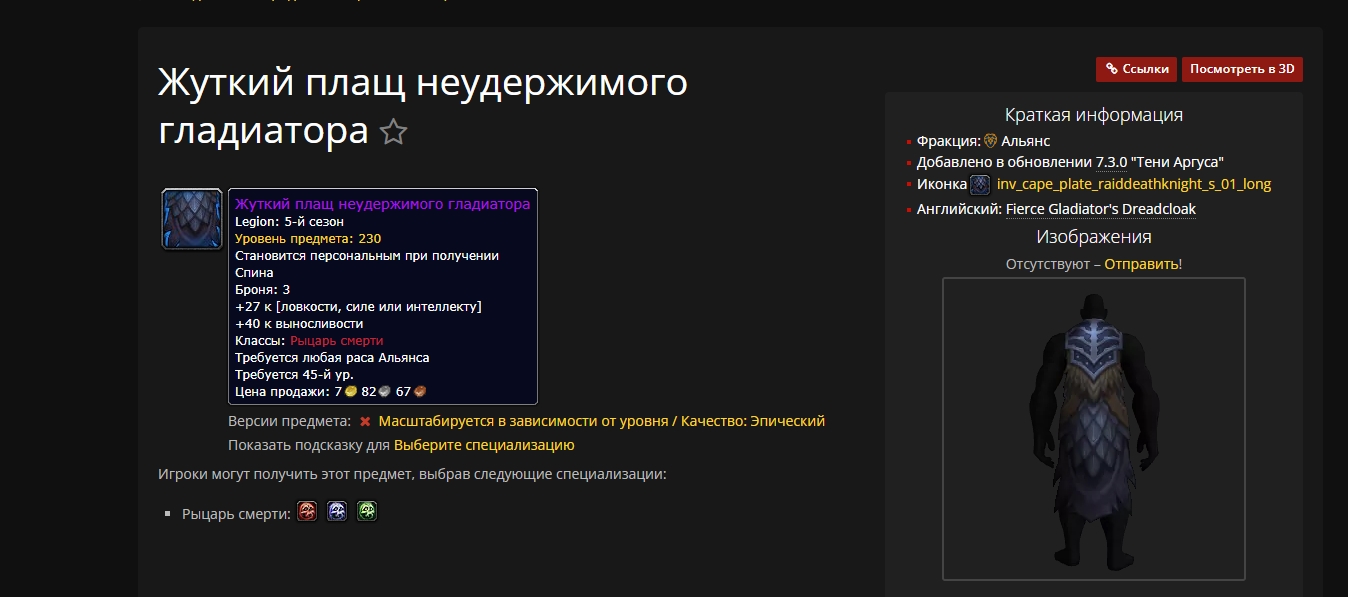 Жуткий плащ неудержимого
гладиатора
Жуткий плащ неудержимого гладиатора
Legion: 5-й сезон
Уровень предмета: 230
Становится персональным при получении
Спина
Броня: 3
+27 к [ловкости, силе или интеллекту]
+40 к выносливости
Классы: Рыцарь смерти
Требуется любая раса Альянса
Требуется 45-й ур.
Цена продажи: 7 82 67
Версии предмета: Масштабируется в зависимости от уровня / Качество: Эпический
Показать подсказку для Выберите специализацию
Игроки могут получить этот предмет, выбрав следующие специализации:
Рыцарь смерти:
Ссылки
Посмотреть в 3D
Краткая информация
Фракция: Альянс
Добавлено в обновлении 7.3.0 "Тени Аргуса"
Иконка inv_cape_plate_raiddeathknight_s_01_long
Английский: Fierce Gladiator's Dreadcloak
Изображения
Отсутствуют – Отправить!